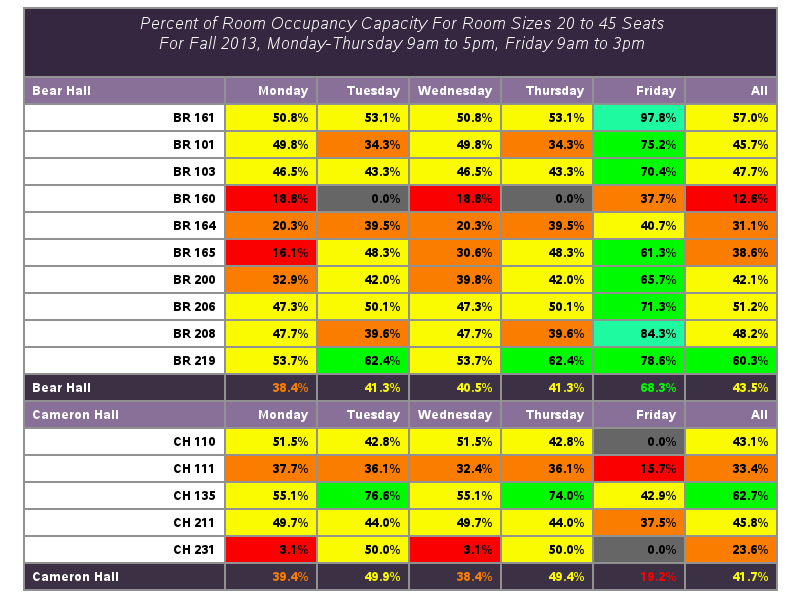 Percent of Room Occupancy Capacity For Room Sizes 20 to 45 Seats
For Fall 2013, Monday-Thursday 9am to 5pm, Friday 9am to 3pm
Bear Hall Monday Tuesday Wednesday Thursday Friday All
BR 161 50.8% 53.1% 50.8% 53.1% 97.8% 57.0%
BR 101 49.8% 34.3% 49.8% 34.3% 75.2% 45.7%
BR 103 46.5% 43.3% 46.5% 43.3% 70.4% 47.7%
BR 160 18.8% 0.0% 18.8% 0.0% 37.7% 12.6%
BR 164 20.3% 39.5% 20.3% 39.5% 40.7% 31.1%
BR 165 16.1% 48.3% 30.6% 48.3% 61.3% 38.6%
BR 200 32.9% 42.0% 39.8% 42.0% 65.7% 42.1%
BR 206 47.3% 50.1% 47.3% 50.1% 71.3% 51.2%
BR 208 47.7% 39.6% 47.7% 39.6% 84.3% 48.2%
BR 219 53.7% 62.4% 53.7% 62.4% 78.6% 60.3%
Bear Hall 38.4% 41.3% 40.5% 41.3% 68.3% 43.5%
Cameron Hall Monday Tuesday Wednesday Thursday Friday All
CH 110 51.5% 42.8% 51.5% 42.8% 0.0% 43.1%
CH 111 37.7% 36.1% 32.4% 36.1% 15.7% 33.4%
CH 135 55.1% 76.6% 55.1% 74.0% 42.9% 62.7%
CH 211 49.7% 44.0% 49.7% 44.0% 37.5% 45.8%
CH 231 3.1% 50.0% 3.1% 50.0% 0.0% 23.6%
Cameron Hall 39.4% 49.9% 38.4% 49.4% 19.2% 41.7%